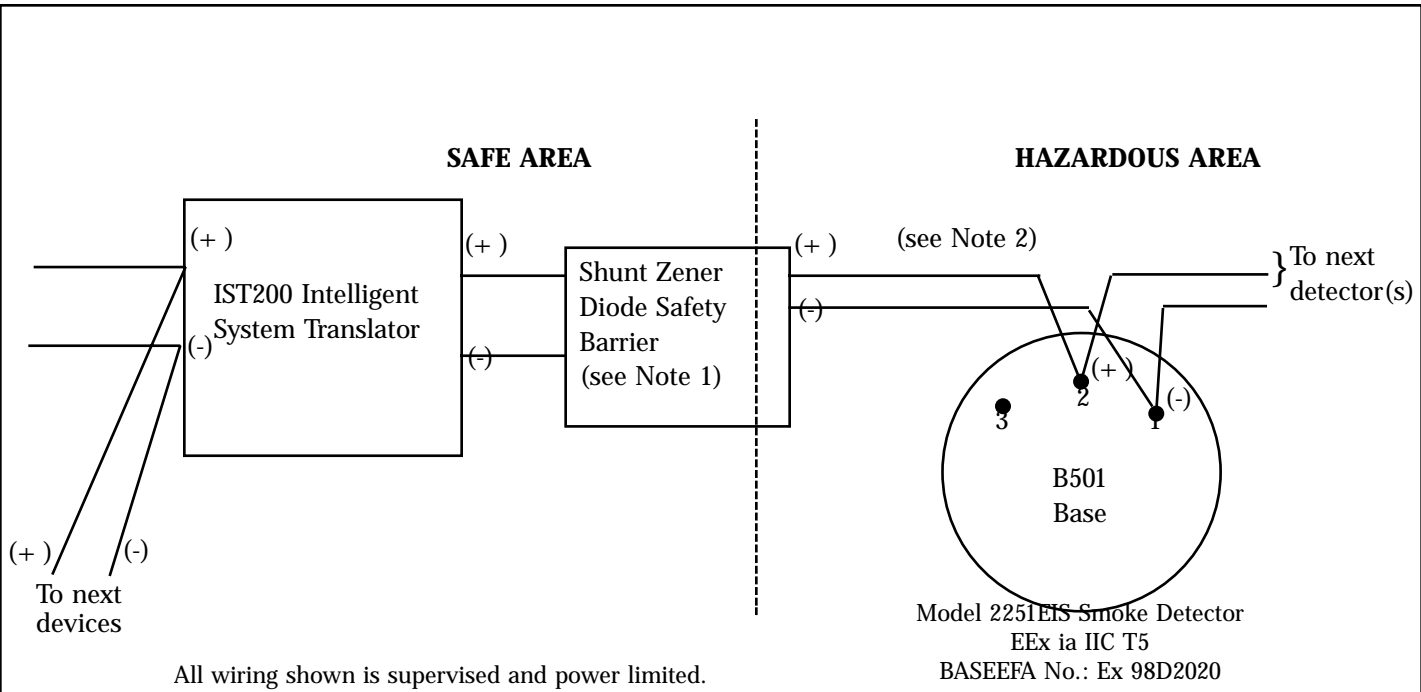 SAFE AREA
HAZARDOUS AREA
(+ )
(-)
IST200 Intelligent
System Translator
(+ )
(-)
Shunt Zener
Diode Safety
Barrier
(see Note 1)
(+ )
(-)
(see Note 2)
}To next
detector(s)
(+ )
2
(-)
1
3
B501
Base
(+ )
(-)
To next
devices
Model 2251EIS Smoke Detector
EEx ia IIC T5
BASEEFA No.: Ex 98D2020
All wiring shown is supervised and power limited.